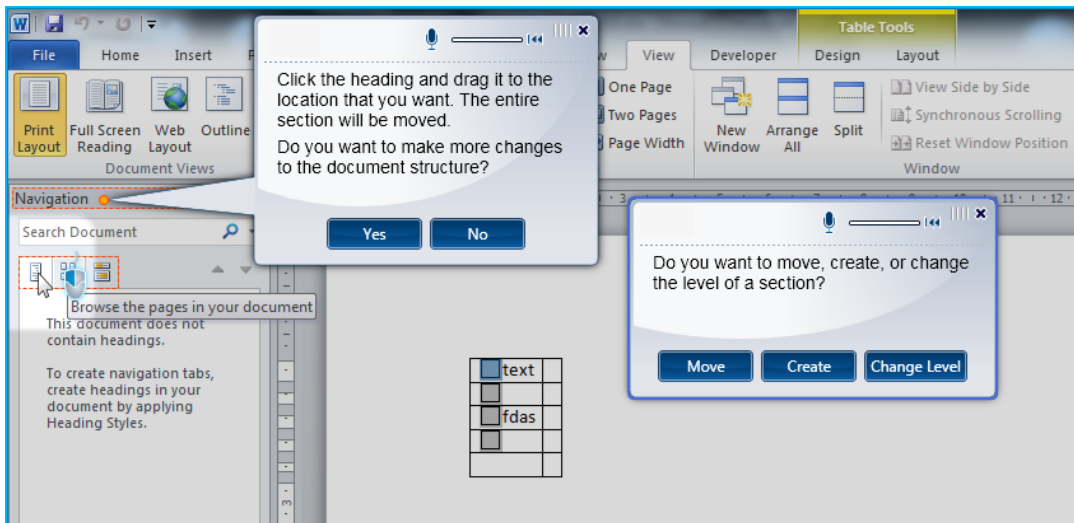 W
Table Tools
File Home Insert View Developer Design Layout
Click the heading and drag it to the
location that you want. The entire
section will be moved.
Do you want to make more changes
to the document structure?
Yes No
Print Layout
Full Screen Reading
Web Layout
Outline
Document Views
One Page
Two Pages
Page Width
New Window
Arrange All
Split
View Side by Side
Synchronous Scrolling
Reset Window Position
Window
Navigation
Search Document
Browse the pages in your document
This document does not
contain headings.
To create navigation tabs,
create headings in your
document by applying
Heading Styles.
3
11 12
Do you want to move, create, or change
the level of a section?
Move Create Change Level
text
fdas
3